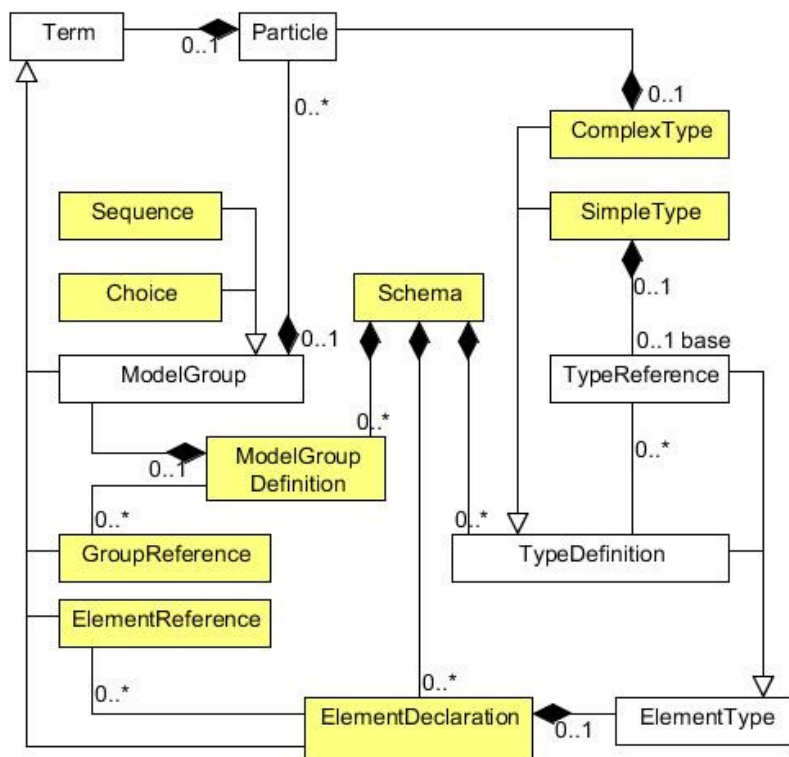 Term
Particle
0..1
0..*
0..1
ComplexType
Sequence
SimpleType
Choice
Schema
0..1
0..1
0..1 base
ModelGroup
TypeReference
0..*
0..1
ModelGroup
Definition
0..*
0..*
0..*
GroupReference
TypeDefinition
ElementReference
0..*
0..*
ElementDeclaration
0..1
ElementType